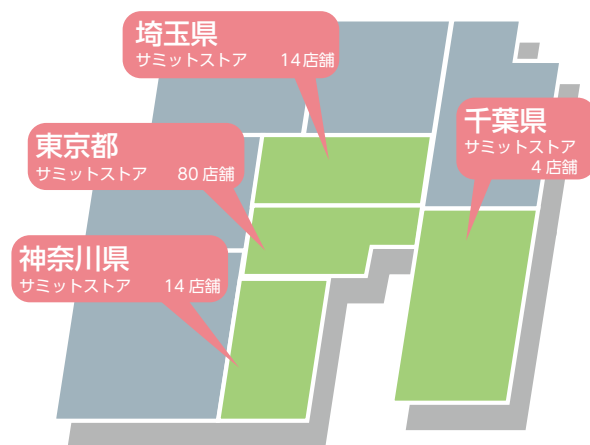 埼玉県
サミットストア 14店舗
東京都
サミットストア 80店舗
千葉県
サミットストア
4店舗
神奈川県
サミットストア 14店舗